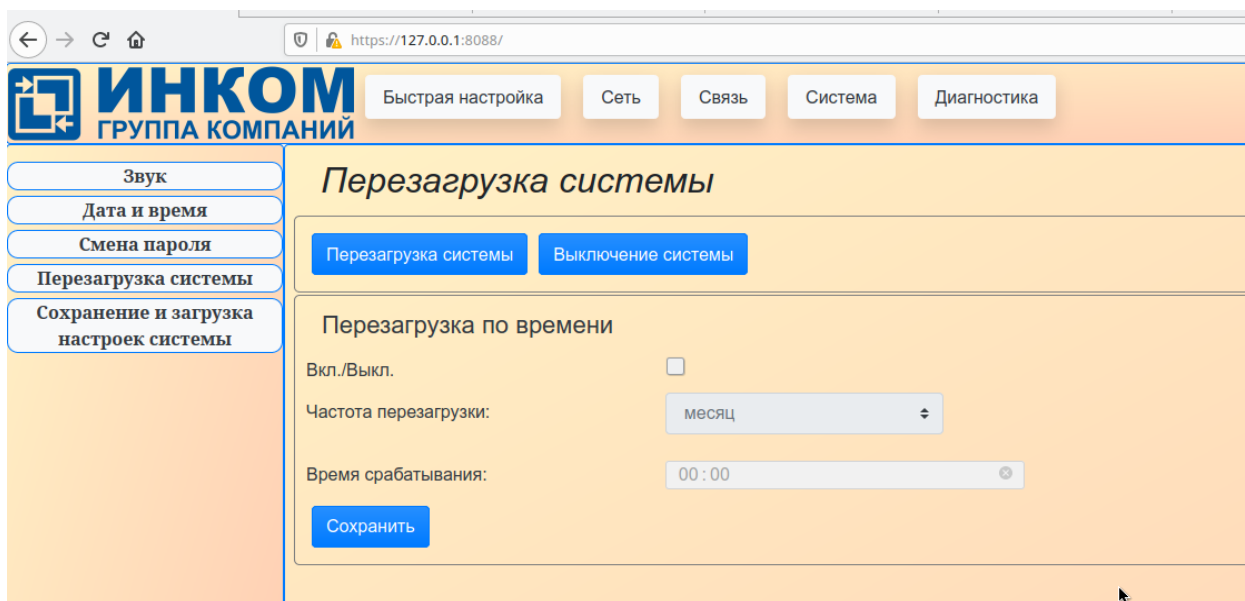 https://127.0.0.1:8088/
ИНКОМ
ГРУППА КОМПАНИЙ
Быстрая настройка
Сеть
Связь
Система
Диагностика
Звук
Дата и время
Смена пароля
Перезагрузка системы
Сохранение и загрузка
настроек системы
Перезагрузка системы
Перезагрузка системы
Выключение системы
Перезагрузка по времени
Вкл./Выкл.
Частота перезагрузки:
месяц
Время срабатывания:
00:00
Сохранить